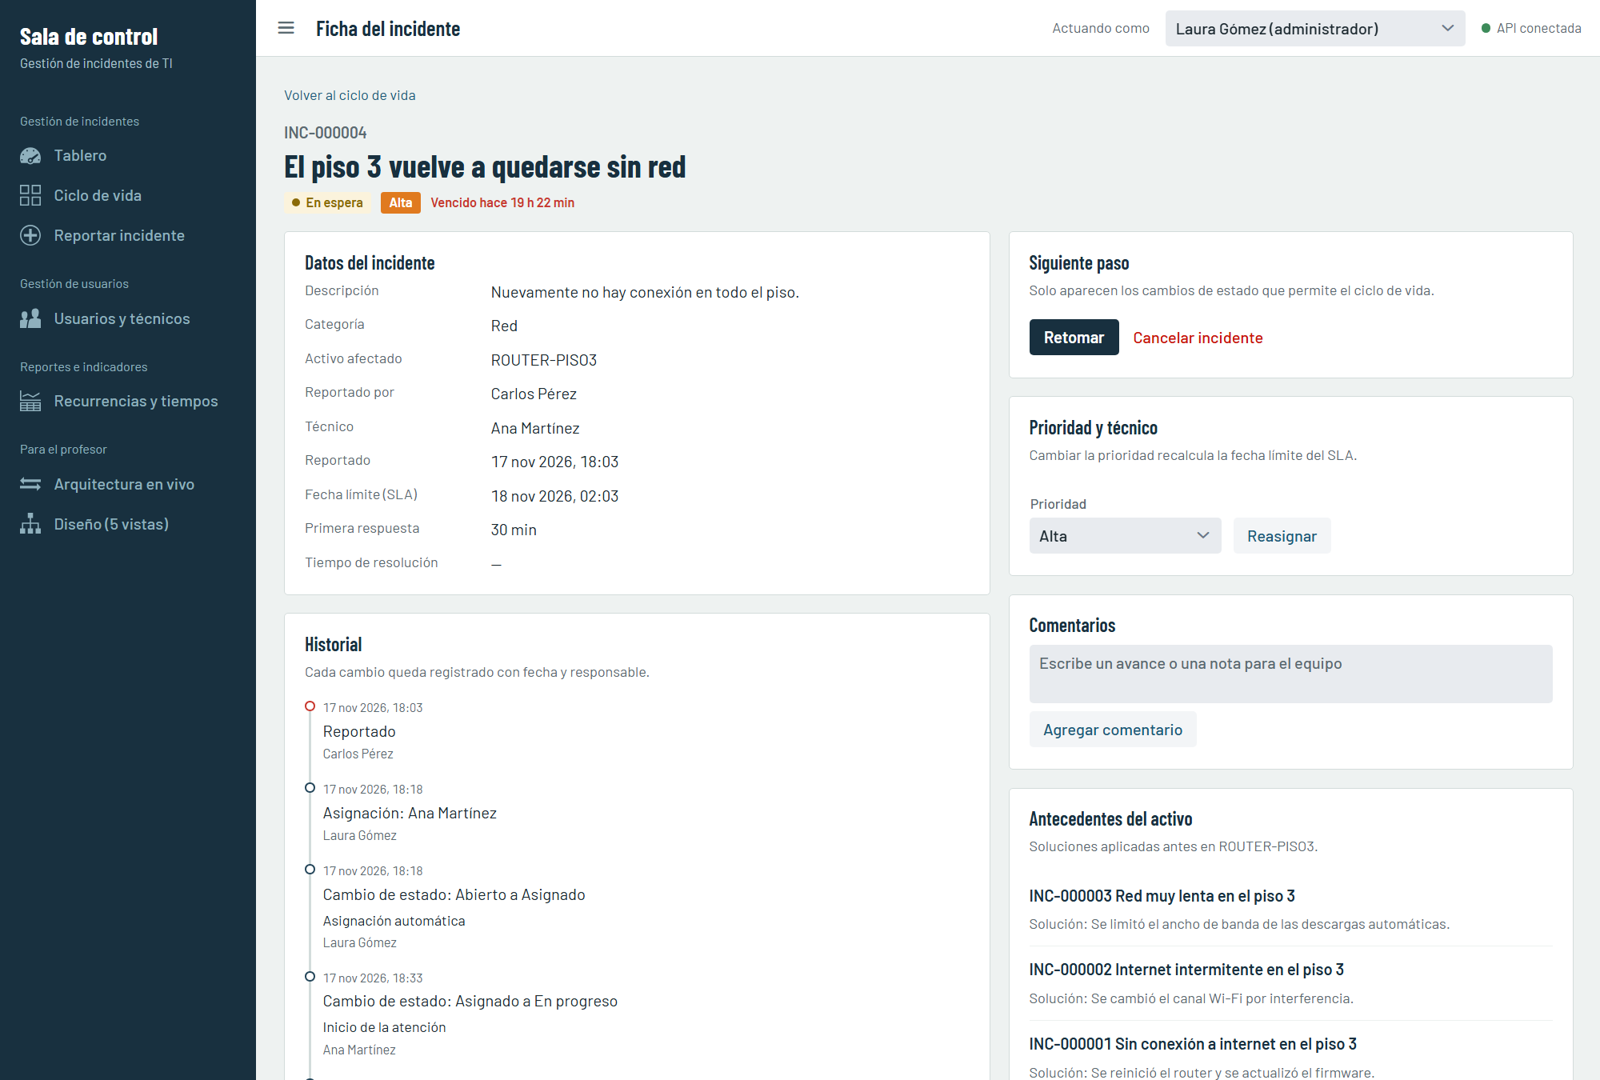 Sala de control
Gestión de incidentes de TI
Gestión de incidentes
Tablero
Ciclo de vida
Reportar incidente
Gestión de usuarios
Usuarios y técnicos
Reportes e indicadores
Recurrencias y tiempos
Para el profesor
Arquitectura en vivo
Diseño (5 vistas)
Ficha del incidente
Actuando como
Laura Gómez (administrador)
API conectada
Volver al ciclo de vida
INC-000004
El piso 3 vuelve a quedarse sin red
En espera
Alta
Vencido hace 19 h 22 min
Datos del incidente
Descripción
Nuevamente no hay conexión en todo el piso.
Categoría
Red
Activo afectado
ROUTER-PISO3
Reportado por
Carlos Pérez
Técnico
Ana Martínez
Reportado
17 nov 2026, 18:03
Fecha límite (SLA)
18 nov 2026, 02:03
Primera respuesta
30 min
Tiempo de resolución
—
Historial
Cada cambio queda registrado con fecha y responsable.
17 nov 2026, 18:03
Reportado
Carlos Pérez
17 nov 2026, 18:18
Asignación: Ana Martínez
Laura Gómez
17 nov 2026, 18:18
Cambio de estado: Abierto a Asignado
Asignación automática
Laura Gómez
17 nov 2026, 18:33
Cambio de estado: Asignado a En progreso
Inicio de la atención
Ana Martínez
Siguiente paso
Solo aparecen los cambios de estado que permite el ciclo de vida.
Retomar
Cancelar incidente
Prioridad y técnico
Cambiar la prioridad recalcula la fecha límite del SLA.
Prioridad
Alta
Reasignar
Comentarios
Escribe un avance o una nota para el equipo
Agregar comentario
Antecedentes del activo
Soluciones aplicadas antes en ROUTER-PISO3.
INC-000003 Red muy lenta en el piso 3
Solución: Se limitó el ancho de banda de las descargas automáticas.
INC-000002 Internet intermitente en el piso 3
Solución: Se cambió el canal Wi-Fi por interferencia.
INC-000001 Sin conexión a internet en el piso 3
Solución: Se reinició el router y se actualizó el firmware.